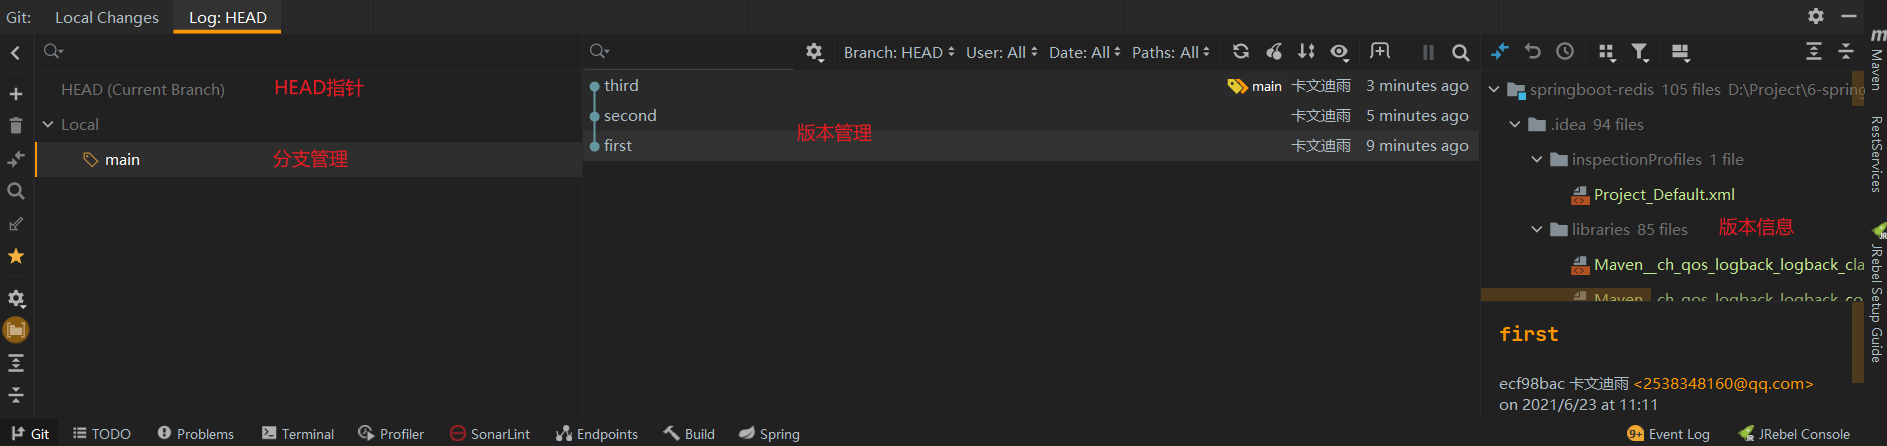 Git: Local Changes Log: HEAD
HEAD (Current Branch) HEAD指针
Local
main 分支管理
Branch: HEAD User: All Date: All Paths: All
third main 卡文迪雨 3 minutes ago
second 卡文迪雨 5 minutes ago
版本管理
first 卡文迪雨 9 minutes ago
springboot-redis 105 files D:\Project\6-spring
.idea 94 files
inspectionProfiles 1 file
Project_Default.xml
libraries 85 files 版本信息
Maven__ch_qos_logback_logback_cla
Maven__ch_qos_logback_logback_co
first
ecf98bac 卡文迪雨 <2538348160@qq.com>
on 2021/6/23 at 11:11
Maven
RestServices
JRebel Setup Guide
Git TODO Problems Terminal Profiler SonarLint Endpoints Build Spring 9+ Event Log JRebel Console